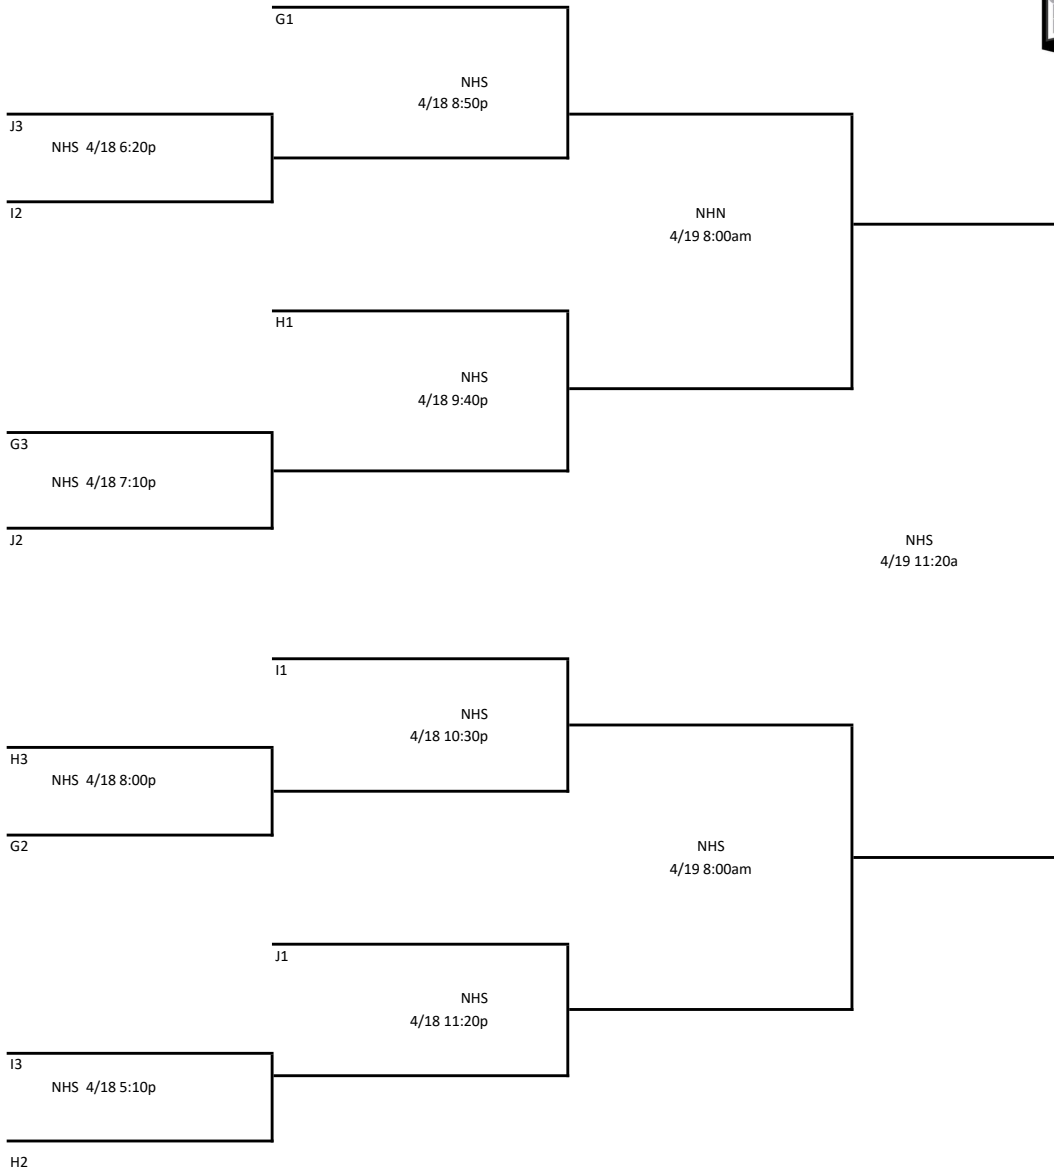 G1
NHS
4/18 8:50p
J3
NHS 4/18 6:20p
I2
NHN
4/19 8:00am
H1
NHS
4/18 9:40p
G3
NHS 4/18 7:10p
J2
NHS
4/19 11:20a
I1
NHS
4/18 10:30p
H3
NHS 4/18 8:00p
G2
NHS
4/19 8:00am
J1
NHS
4/18 11:20p
I3
NHS 4/18 5:10p
H2